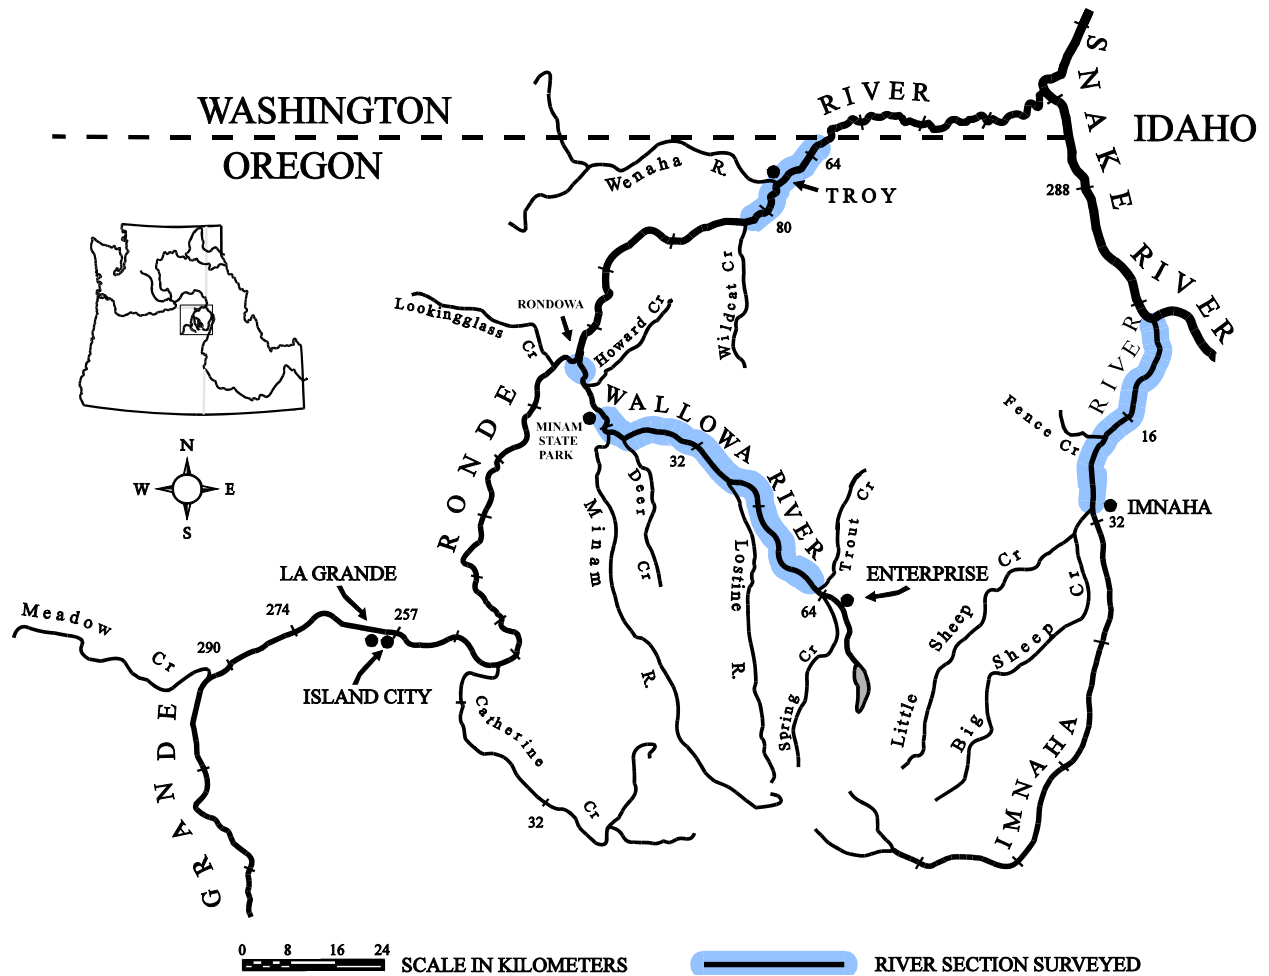 SNAKE RIVER
RIVER
WASHINGTON
IDAHO
OREGON
Wenaha R.
64
TROY
288
80
Wildcat Cr
RONDOWA
Lookingglass Cr
Howard Cr
RIVER
WALLOWA RIVER
MINAM
STATE
PARK
Fence Cr
16
32
N
W E
S
RONDE
Deer Cr
Minam R.
Trout Cr
IMNAHA
32
Lostine R.
ENTERPRISE
64
LA GRANDE
274
257
Meadow Cr
290
ISLAND CITY
Little Sheep Cr
Big Sheep Cr
Spring Cr
Catherine Cr
32
GRANDE
IMNAHA
0 8 16 24
SCALE IN KILOMETERS
RIVER SECTION SURVEYED